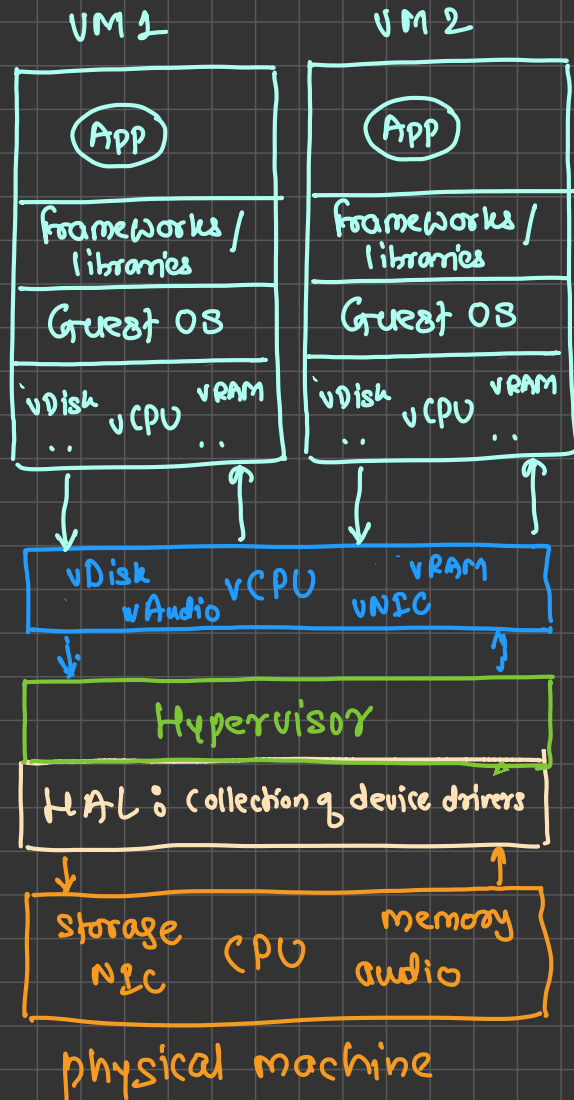 VM 1
VM 2
App
App
frameworks /
libraries
frameworks /
libraries
Guest OS
Guest OS
vDisk vCPU vRAM
.. ..
vDisk vCPU vRAM
.. ..
vDisk vCPU vRAM
vAudio vNIC
Hypervisor
HAL: Collection of device drivers
storage CPU memory
NIC audio
physical machine